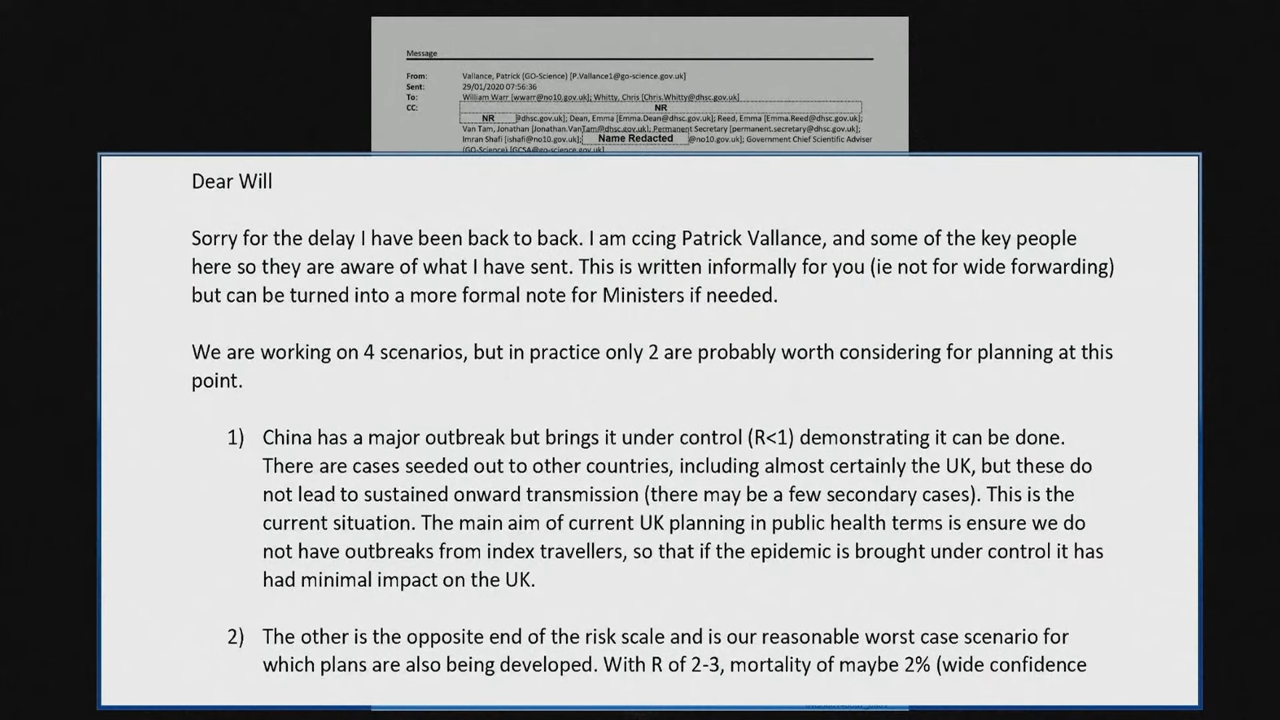 Message
From: Vallance, Patrick (GO-Science) [P.Vallance1@go-science.gov.uk]
Sent: 29/01/2020 07:56:36
To: William Warr [wwarr@no10.gov.uk]; Whitty, Chris [Chris.Whitty@dhsc.gov.uk]
CC: NR
NR @dhsc.gov.uk]; Dean, Emma [Emma.Dean@dhsc.gov.uk]; Reed, Emma [Emma.Reed@dhsc.gov.uk];
Van Tam, Jonathan [Jonathan.VanTam@dhsc.gov.uk]; Permanent Secretary [permanent.secretary@dhsc.gov.uk];
Imran Shafi [ishafi@no10.gov.uk]; Name Redacted @no10.gov.uk]; Government Chief Scientific Adviser
(GO-Science) [GCSA@go-science.gov.uk]
Dear Will
Sorry for the delay I have been back to back. I am ccing Patrick Vallance, and some of the key people
here so they are aware of what I have sent. This is written informally for you (ie not for wide forwarding)
but can be turned into a more formal note for Ministers if needed.
We are working on 4 scenarios, but in practice only 2 are probably worth considering for planning at this
point.
1) China has a major outbreak but brings it under control (R<1) demonstrating it can be done.
There are cases seeded out to other countries, including almost certainly the UK, but these do
not lead to sustained onward transmission (there may be a few secondary cases). This is the
current situation. The main aim of current UK planning in public health terms is ensure we do
not have outbreaks from index travellers, so that if the epidemic is brought under control it has
had minimal impact on the UK.
2) The other is the opposite end of the risk scale and is our reasonable worst case scenario for
which plans are also being developed. With R of 2-3, mortality of maybe 2% (wide confidence